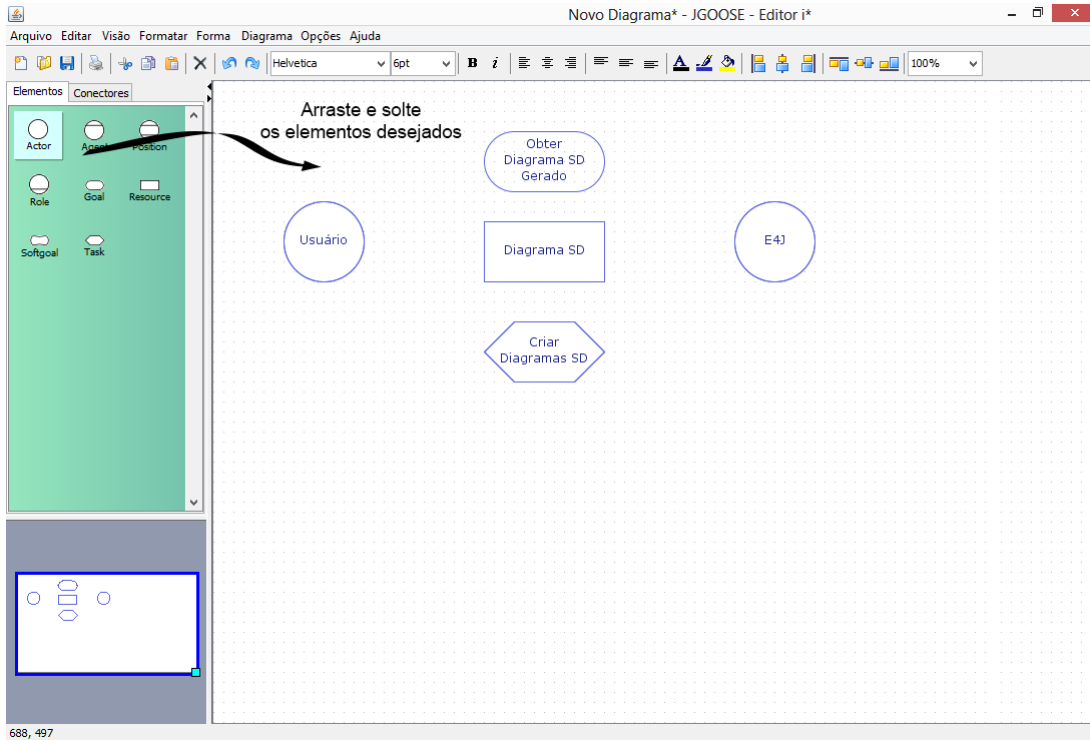 Novo Diagrama* - JGOOSE - Editor i*
Arquivo Editar Visão Formatar Forma Diagrama Opções Ajuda
Helvetica 6pt B i A 100%
Elementos Conectores
Arraste e solte
os elementos desejados
Actor Agent Position
Role Goal Resource
Softgoal Task
Obter
Diagrama SD
Gerado
Usuário
Diagrama SD
E4J
Criar
Diagramas SD
688, 497